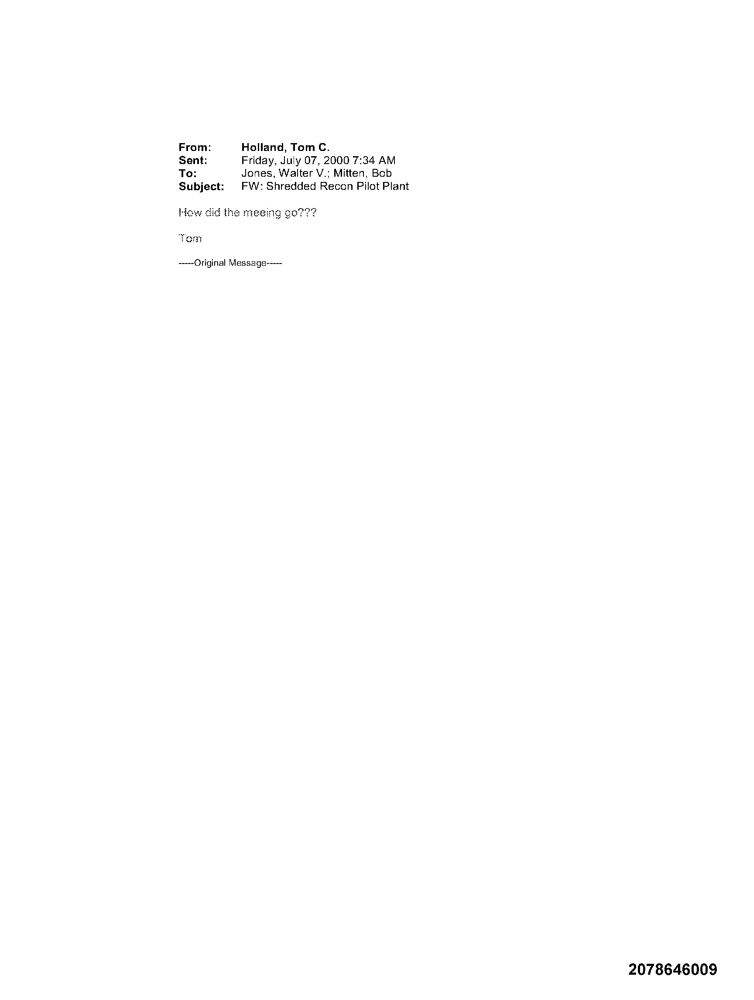 From: Holland, Tom C.
Sent: Friday, July 07, 2000 7:34 AM
To: Jones, Walter V.; Mitten, Bob
Subject: FW: Shredded Recon Pilot Plant
How did the meeing go???
Tom
-----Original Message-----
2078646009